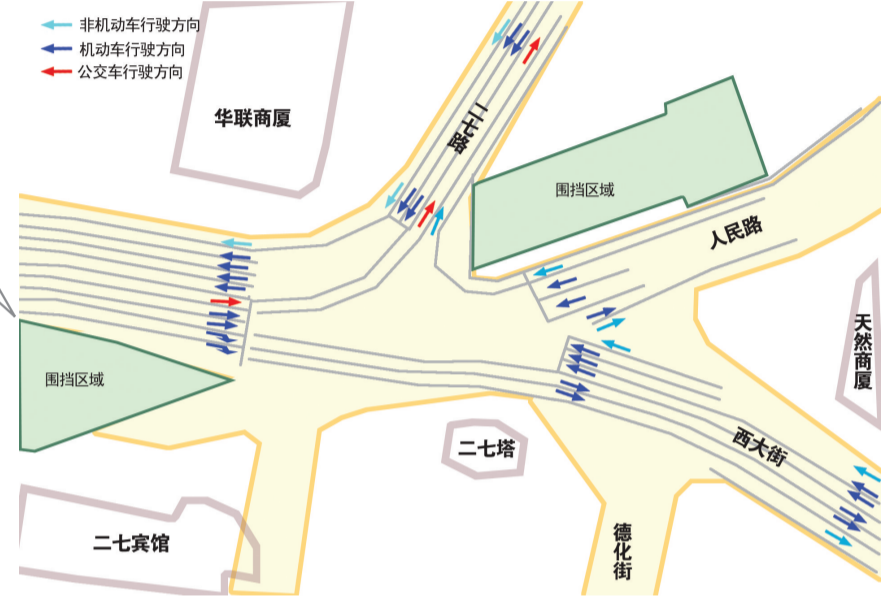 非机动车行驶方向
机动车行驶方向
公交车行驶方向
华联商厦
二七路
围挡区域
人民路
天然商厦
围挡区域
二七塔
西大街
二七宾馆
德化街